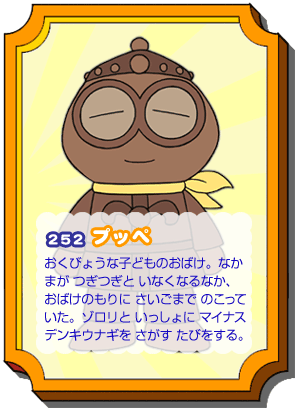 252 プッペ
おくびょうな子どものおばけ。なか
まが つぎつぎと いなくなるなか、
おばけのもりに さいごまで のこって
いた。ゾロリと いっしょに マイナス
デンキウナギを さがす たびをする。